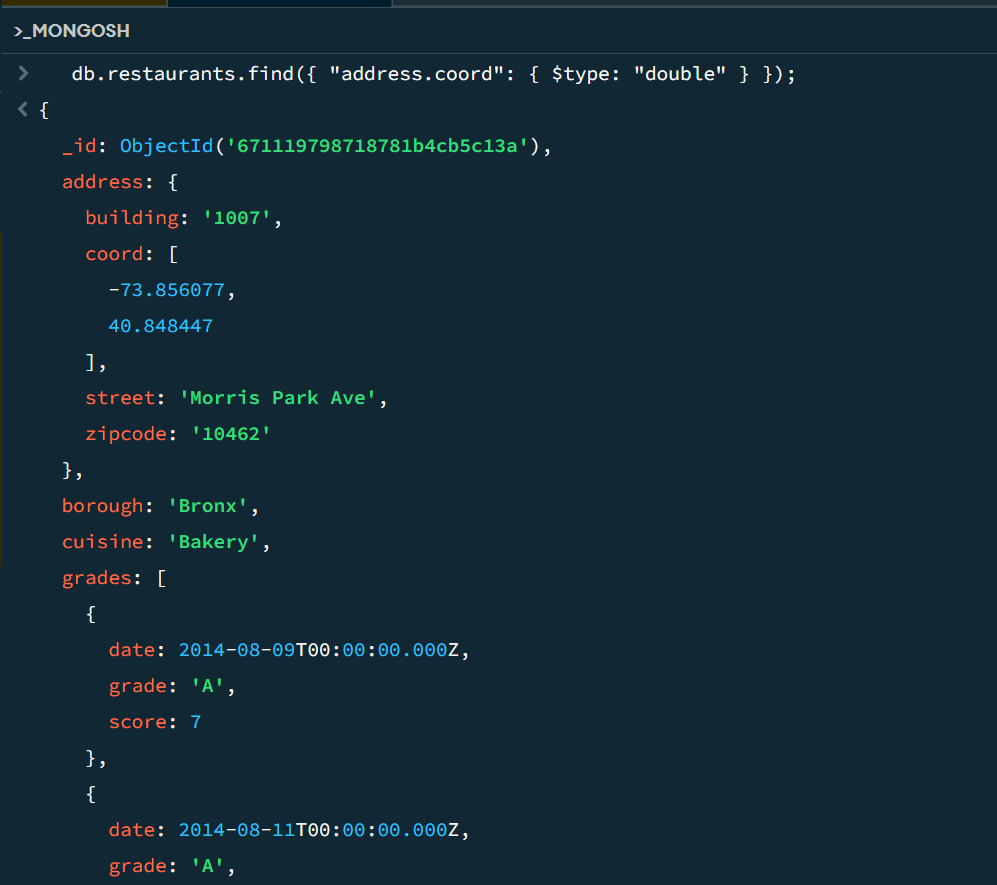 >_MONGOSH
> db.restaurants.find({ "address.coord": { $type: "double" } });
< {
_id: ObjectId('671119798718781b4cb5c13a'),
address: {
building: '1007',
coord: [
-73.856077,
40.848447
],
street: 'Morris Park Ave',
zipcode: '10462'
},
borough: 'Bronx',
cuisine: 'Bakery',
grades: [
{
date: 2014-08-09T00:00:00.000Z,
grade: 'A',
score: 7
},
{
date: 2014-08-11T00:00:00.000Z,
grade: 'A',